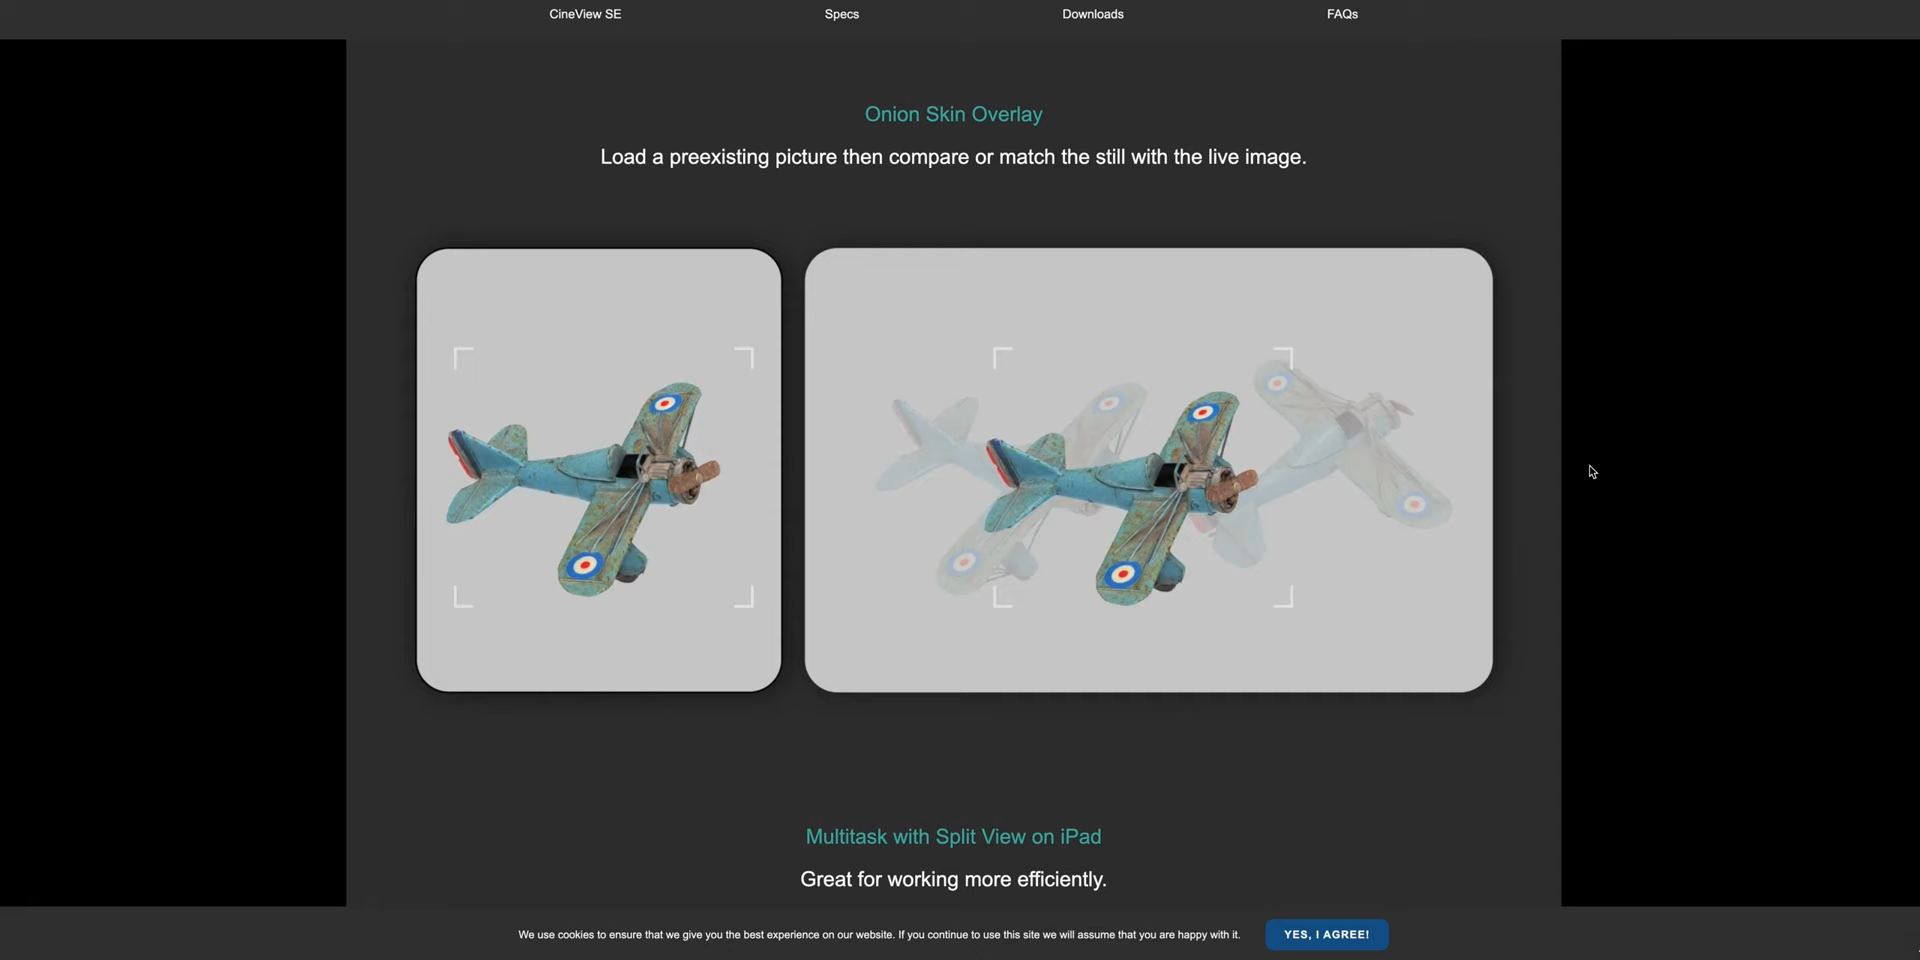 CineView SE
Specs
Downloads
FAQs
Onion Skin Overlay
Load a preexisting picture then compare or match the still with the live image.
Multitask with Split View on iPad
Great for working more efficiently.
We use cookies to ensure that we give you the best experience on our website. If you continue to use this site we will assume that you are happy with it.
YES, I AGREE!